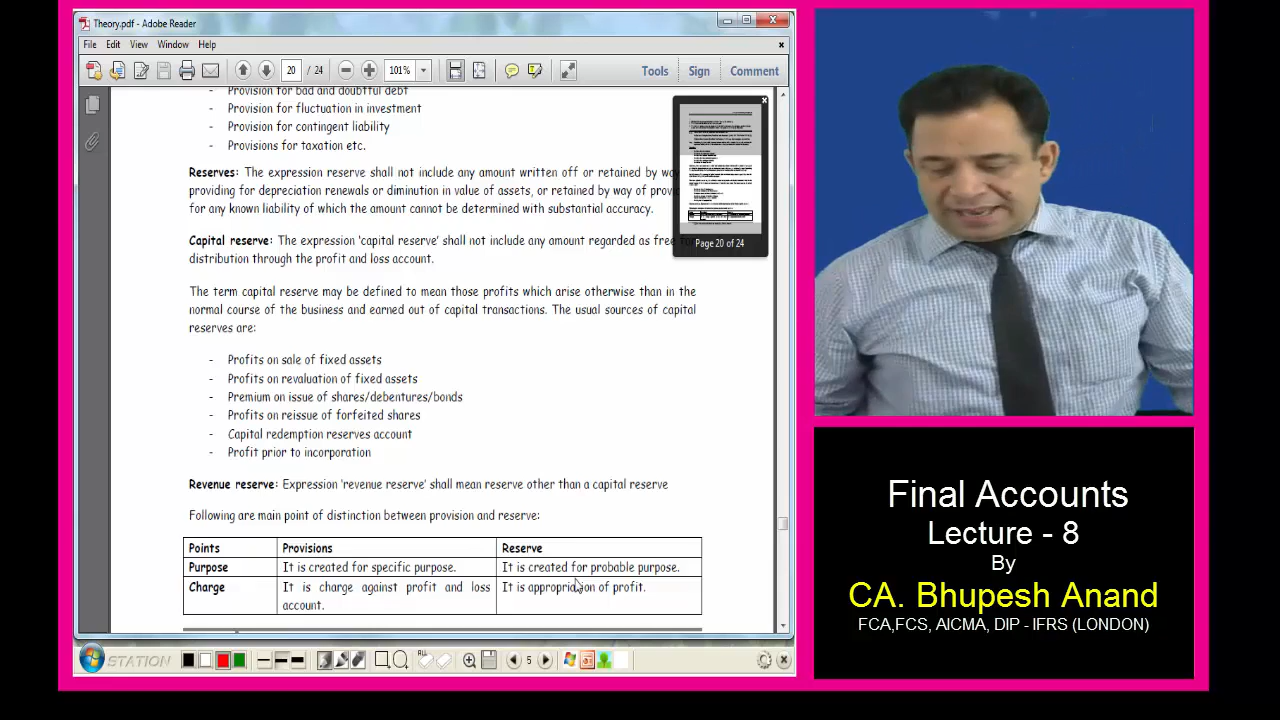 Theory.pdf - Adobe Reader
File Edit View Window Help
20 / 24 101% Tools Sign Comment
- Provision for bad and doubtful debt
- Provision for fluctuation in investment
- Provision for contingent liability
- Provisions for taxation etc.
Reserves: The expression reserve shall not include any amount written off or retained by way
providing for depreciation renewals or diminution in value of assets, or retained by way of provi
for any known liability of which the amount cannot be determined with substantial accuracy.
Capital reserve: The expression 'capital reserve' shall not include any amount regarded as free
distribution through the profit and loss account.
The term capital reserve may be defined to mean those profits which arise otherwise than in the
normal course of the business and earned out of capital transactions. The usual sources of capital
reserves are:
- Profits on sale of fixed assets
- Profits on revaluation of fixed assets
- Premium on issue of shares/debentures/bonds
- Profits on reissue of forfeited shares
- Capital redemption reserves account
- Profit prior to incorporation
Revenue reserve: Expression 'revenue reserve' shall mean reserve other than a capital reserve
Following are main point of distinction between provision and reserve:
Points Provisions Reserve
Purpose It is created for specific purpose. It is created for probable purpose.
Charge It is charge against profit and loss It is appropriation of profit.
account.
Page 20 of 24
STATION 5
Final Accounts
Lecture - 8
By
CA. Bhupesh Anand
FCA,FCS, AICMA, DIP - IFRS (LONDON)